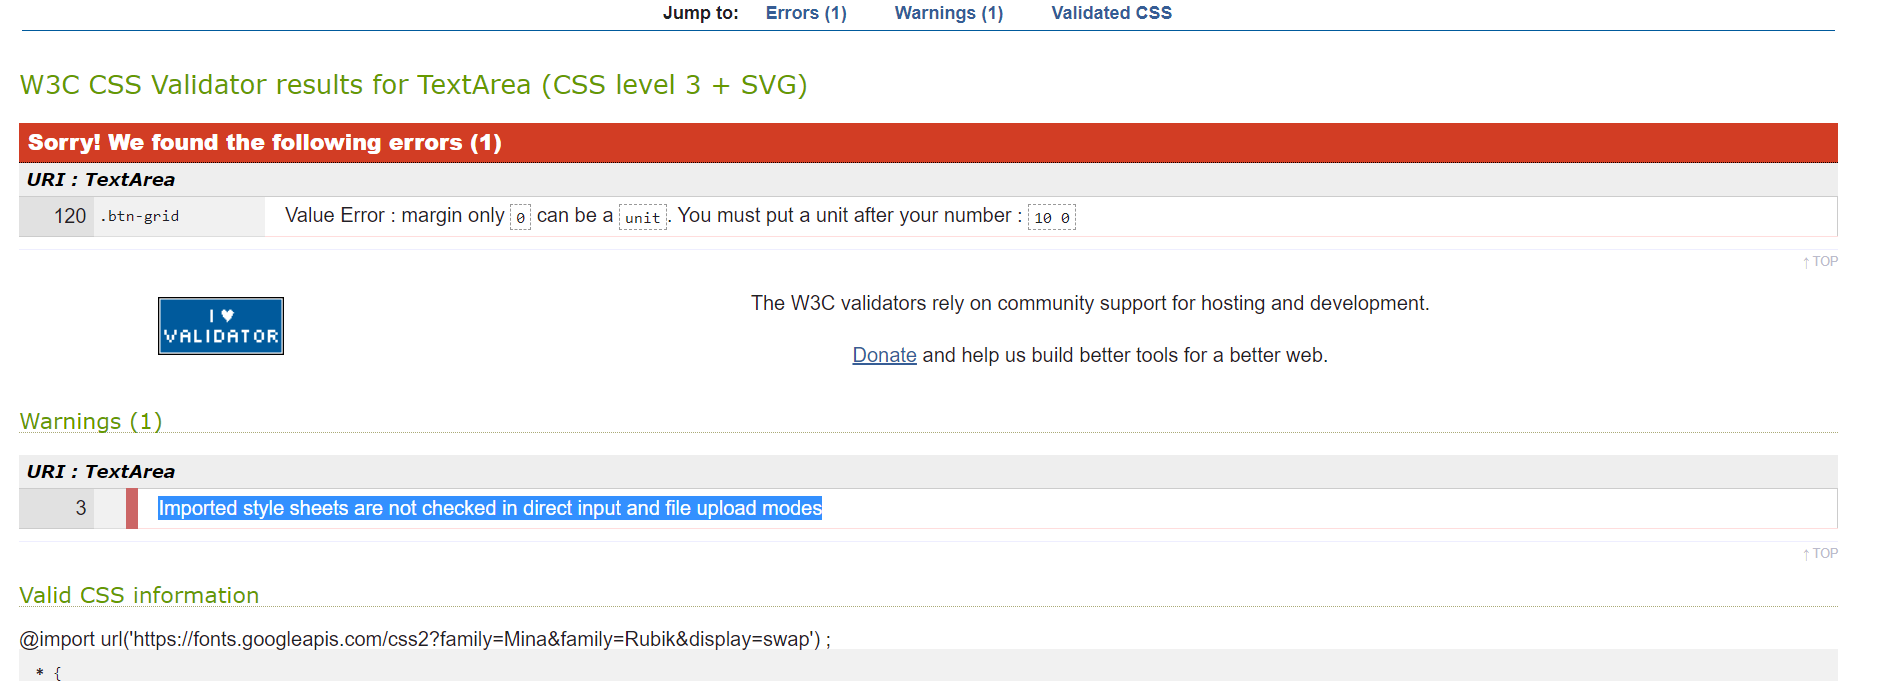 Jump to: Errors (1) Warnings (1) Validated CSS
W3C CSS Validator results for TextArea (CSS level 3 + SVG)
Sorry! We found the following errors (1)
URI : TextArea
120 .btn-grid Value Error : margin only 0 can be a unit. You must put a unit after your number : 10 0
↑ TOP
I ♥
VALIDATOR
The W3C validators rely on community support for hosting and development.
Donate and help us build better tools for a better web.
Warnings (1)
URI : TextArea
3 Imported style sheets are not checked in direct input and file upload modes
↑ TOP
Valid CSS information
@import url('https://fonts.googleapis.com/css2?family=Mina&family=Rubik&display=swap') ;
* {